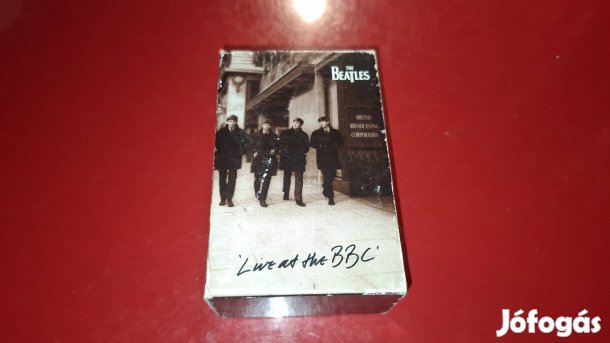 THE
BEATLES
BRITISH
BROADCASTING
CORPORATION
'Live at the BBC'
Jófogás